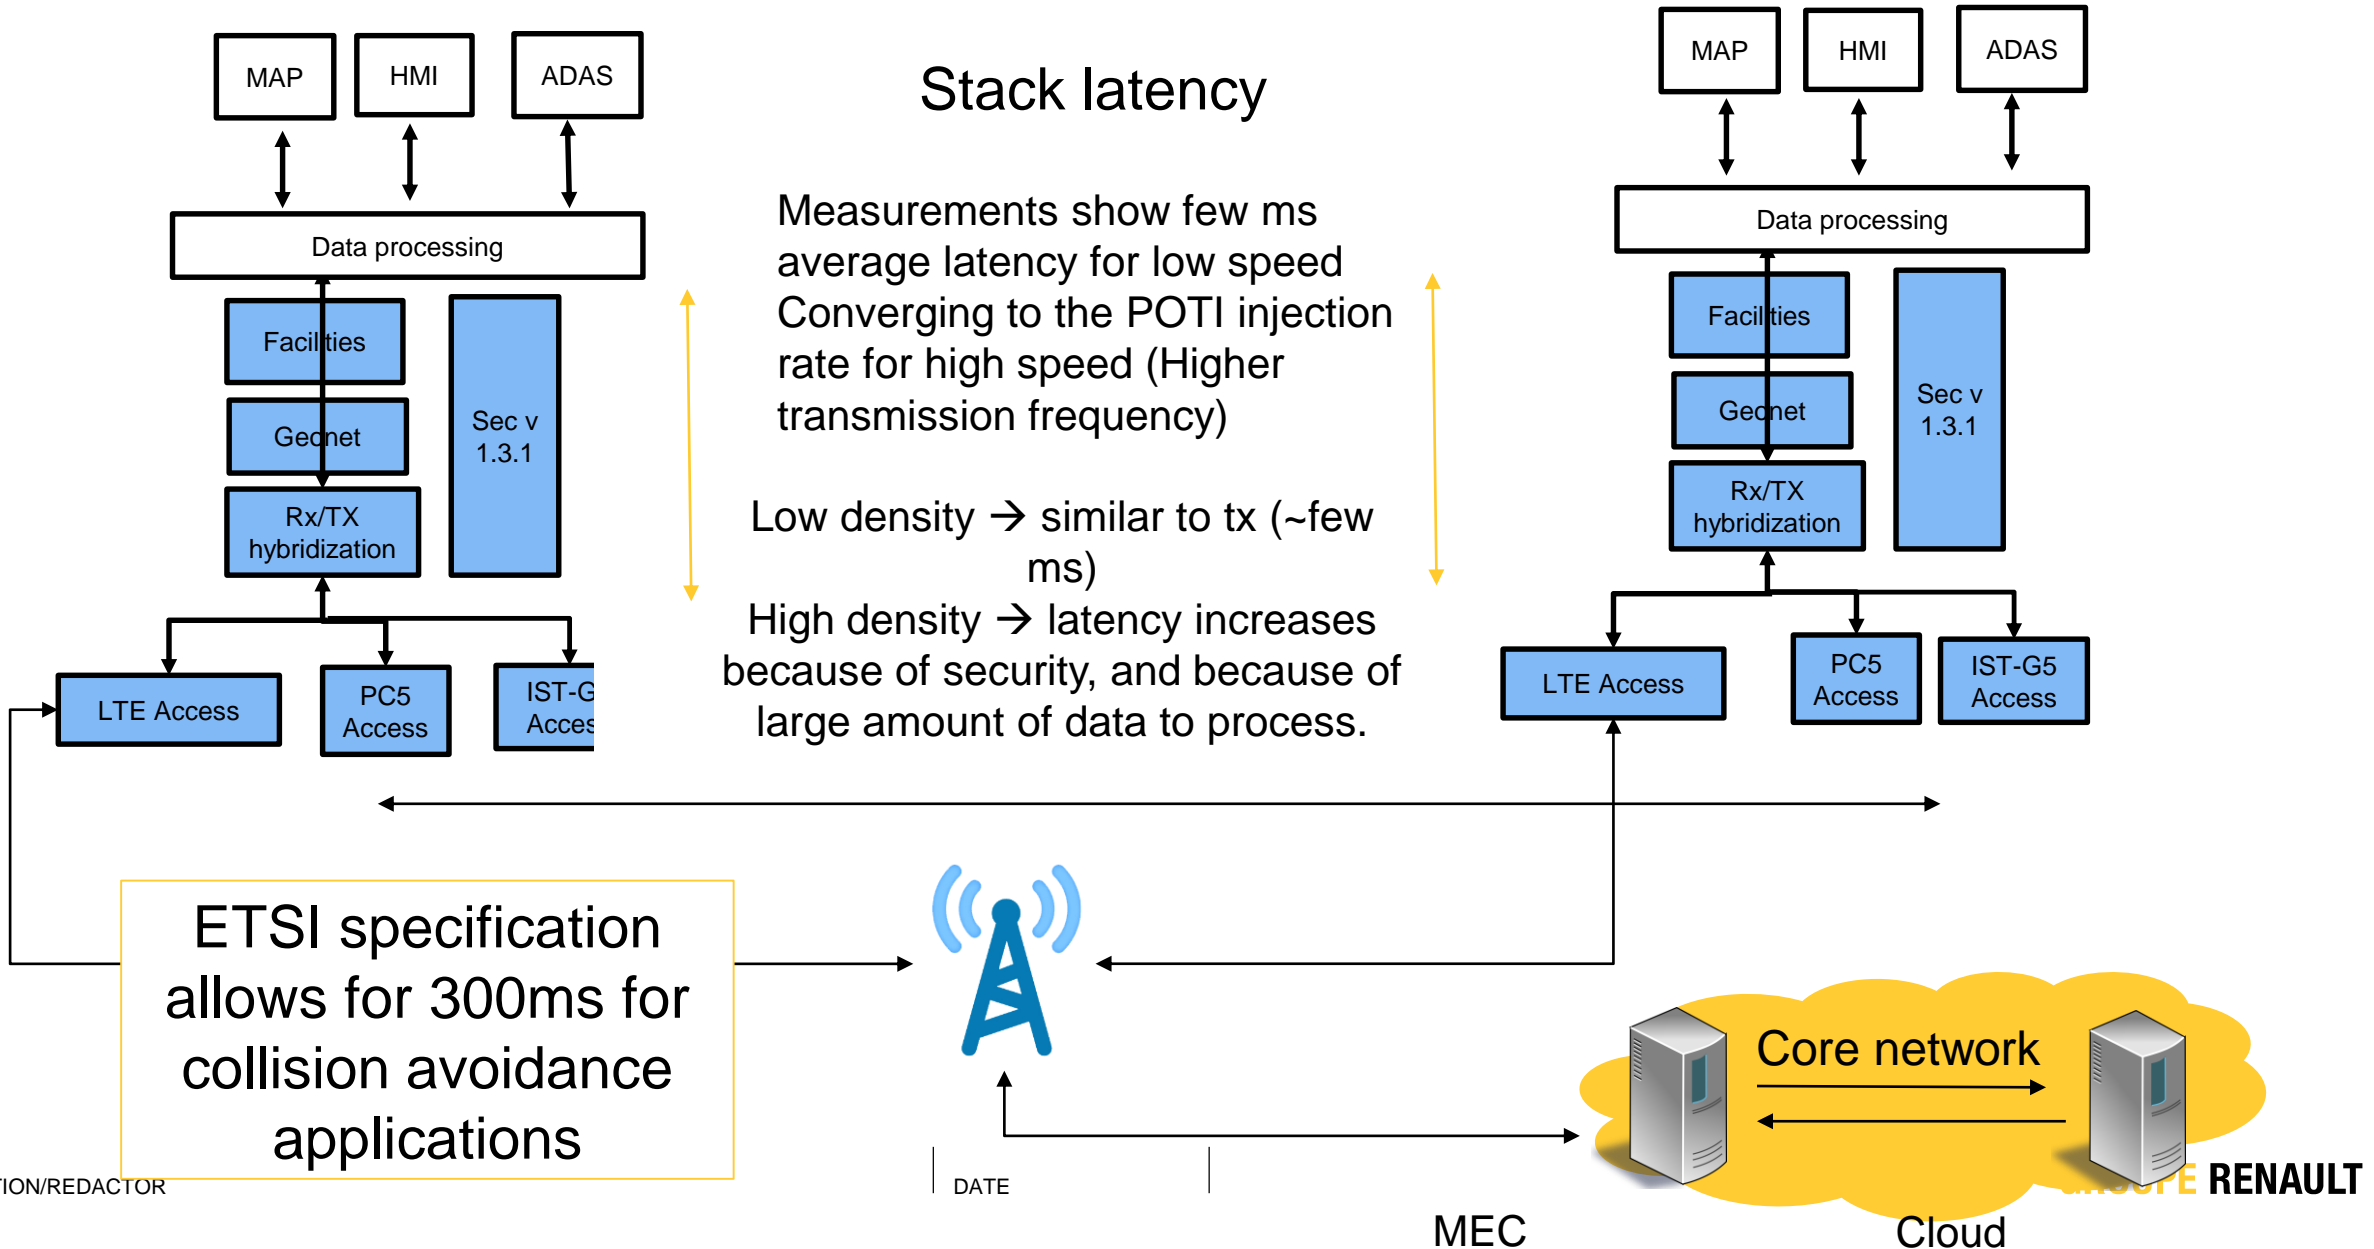 MAP
HMI
ADAS
Data processing
Facilities
Geonet
Rx/TX
hybridization
Sec v
1.3.1
LTE Access
PC5
Access
IST-G
Acces
Stack latency
Measurements show few ms
average latency for low speed
Converging to the POTI injection
rate for high speed (Higher
transmission frequency)
Low density → similar to tx (~few
ms)
High density → latency increases
because of security, and because of
large amount of data to process.
MAP
HMI
ADAS
Data processing
Facilities
Geonet
Rx/TX
hybridization
Sec v
1.3.1
LTE Access
PC5
Access
IST-G5
Access
ETSI specification
allows for 300ms for
collision avoidance
applications
Core network
TION/REDACTOR
DATE
GROUPE RENAULT
MEC
Cloud